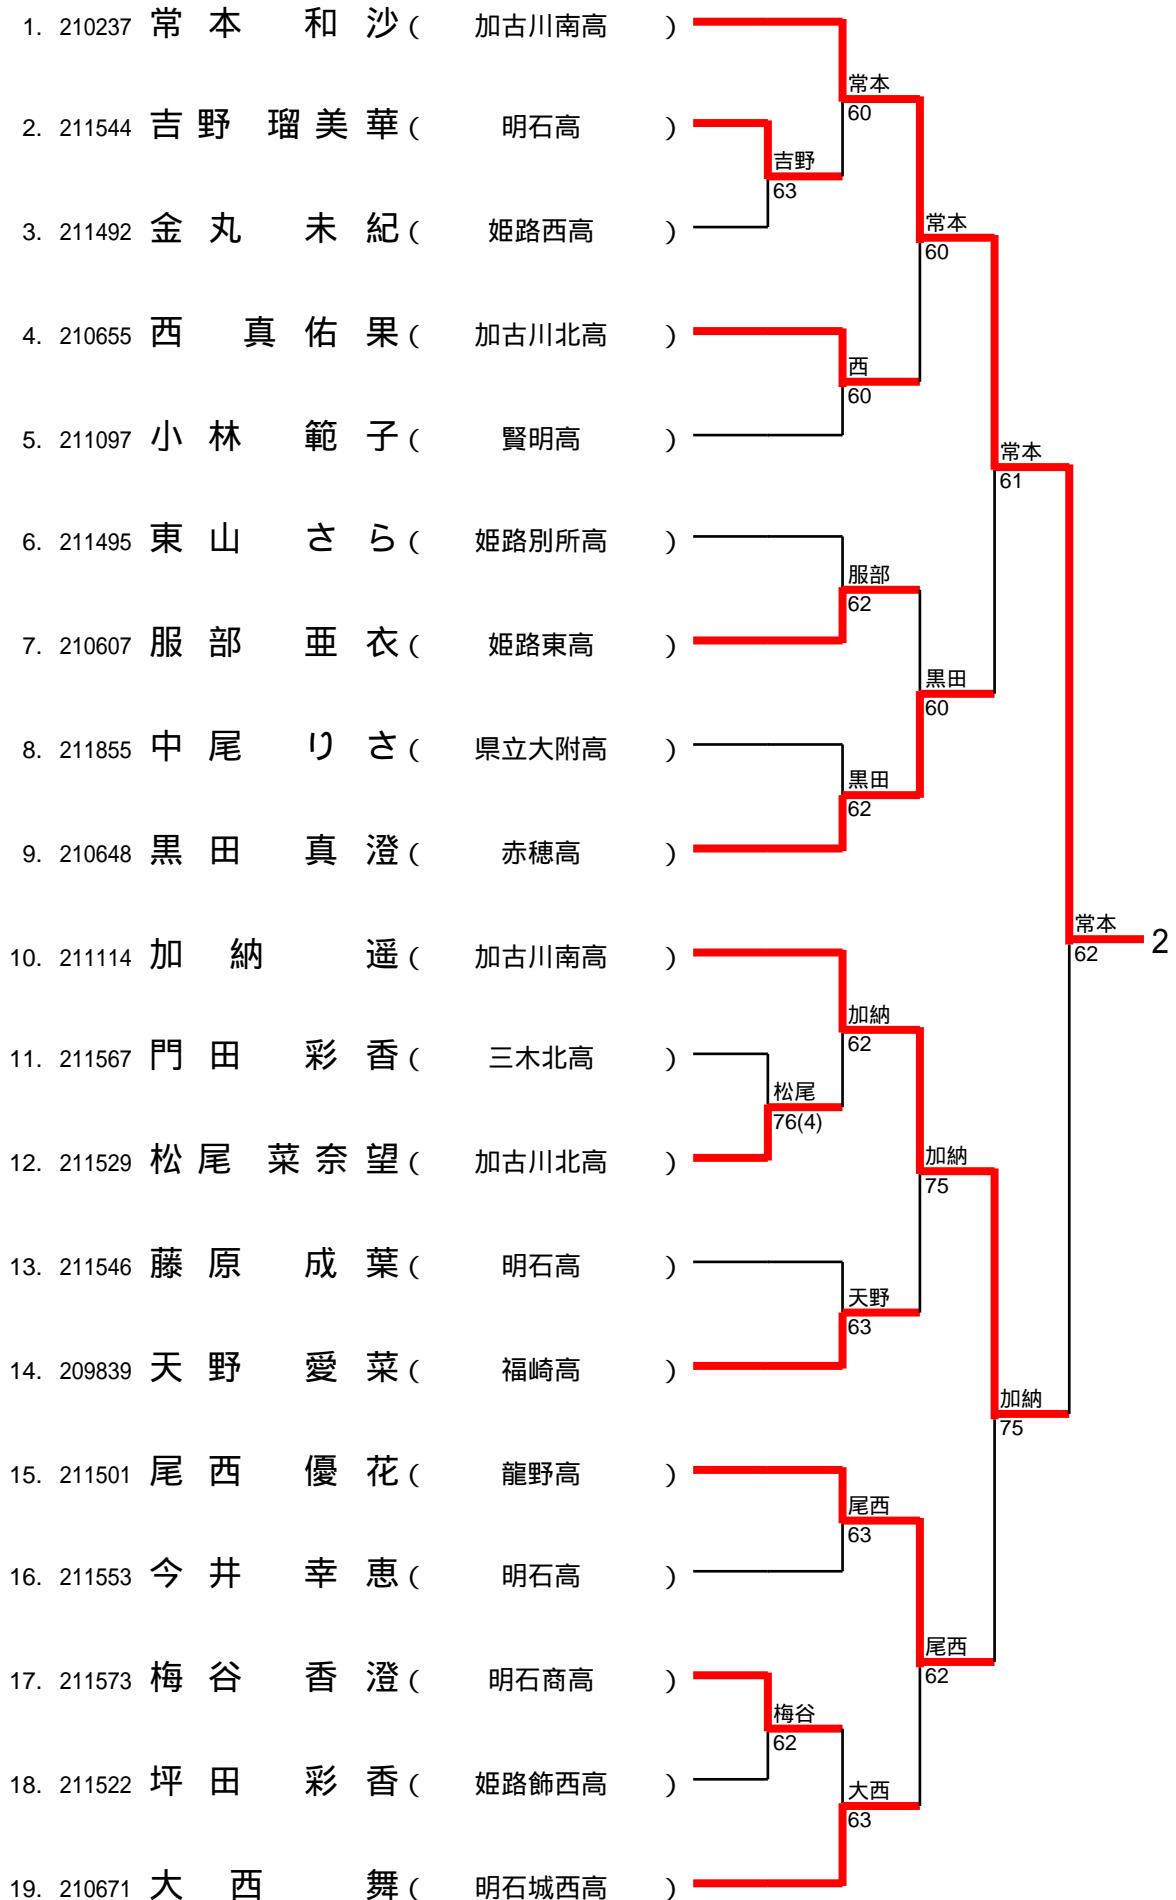 1. 210237 常本 和沙 ( 加古川南高 )
常本
60
2. 211544 吉野 瑠美華 ( 明石高 )
吉野
63
3. 211492 金丸 未紀 ( 姫路西高 )
常本
60
4. 210655 西 真佑果 ( 加古川北高 )
西
60
5. 211097 小林 範子 ( 賢明高 )
常本
61
6. 211495 東山 さら ( 姫路別所高 )
服部
62
7. 210607 服部 亜衣 ( 姫路東高 )
黒田
60
8. 211855 中尾 りさ ( 県立大附高 )
黒田
62
9. 210648 黒田 真澄 ( 赤穂高 )
常本
62
2
10. 211114 加納 遥 ( 加古川南高 )
加納
62
11. 211567 門田 彩香 ( 三木北高 )
松尾
76(4)
12. 211529 松尾 菜奈望 ( 加古川北高 )
加納
75
13. 211546 藤原 成葉 ( 明石高 )
天野
63
14. 209839 天野 愛菜 ( 福崎高 )
加納
75
15. 211501 尾西 優花 ( 龍野高 )
尾西
63
16. 211553 今井 幸恵 ( 明石高 )
尾西
62
17. 211573 梅谷 香澄 ( 明石商高 )
梅谷
62
18. 211522 坪田 彩香 ( 姫路飾西高 )
大西
63
19. 210671 大西 舞 ( 明石城西高 )